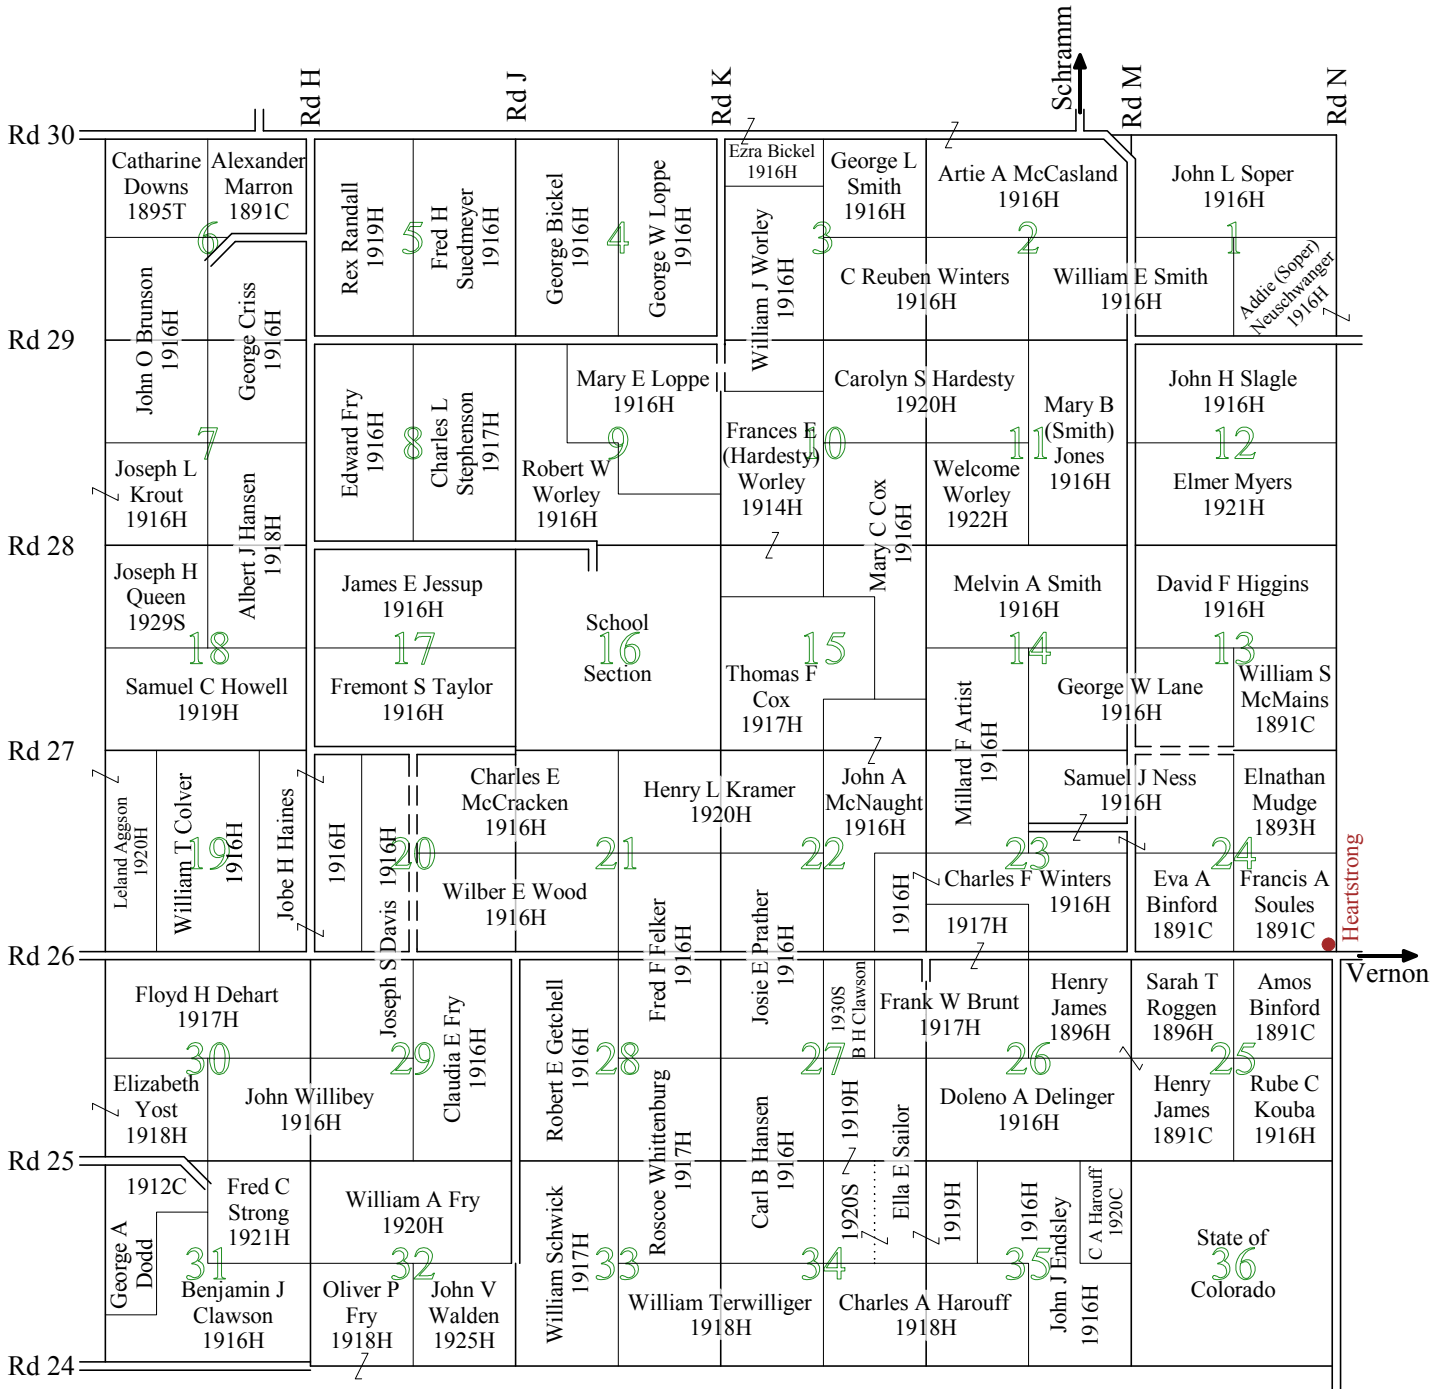 Schramm
Rd H
Rd J
Rd K
Rd M
Rd N
Rd 30
Catharine
Downs
1895T
Alexander
Marron
1891C
6
Rex Randall
1919H
5
Fred H
Suedmeyer
1916H
George Bickel
1916H
4
George W Loppe
1916H
Ezra Bickel
1916H
William J Worley
1916H
3
George L
Smith
1916H
Artie A McCasland
1916H
2
John L Soper
1916H
1
C Reuben Winters
1916H
William E Smith
1916H
Addie (Soper)
Neuschwanger
1916H
John O Brunson
1916H
George Criss
1916H
Rd 29
7
Edward Fry
1916H
8
Charles L
Stephenson
1917H
Mary E Loppe
1916H
9
Robert W
Worley
1916H
Frances E
(Hardesty)
Worley
1914H
10
Carolyn S Hardesty
1920H
11
Welcome
Worley
1922H
Mary B
(Smith)
Jones
1916H
John H Slagle
1916H
12
Elmer Myers
1921H
Joseph L
Krout
1916H
Albert J Hansen
1918H
Mary C Cox
1916H
Rd 28
Joseph H
Queen
1929S
18
James E Jessup
1916H
17
School
16
Section
15
Thomas F
Cox
1917H
Melvin A Smith
1916H
14
David F Higgins
1916H
13
Samuel C Howell
1919H
Fremont S Taylor
1916H
Millard F Artist
1916H
George W Lane
1916H
William S
McMains
1891C
Rd 27
Leland Aggson
1920H
William T Colver
19
1916H
Jobe H Haines
1916H
Joseph S Davis 1916H
20
Charles E
McCracken
1916H
Wilber E Wood
1916H
21
Henry L Kramer
1920H
22
John A
McNaught
1916H
Samuel J Ness
1916H
23
24
Elnathan
Mudge
1893H
Fred F Felker
1916H
Josie E Prather
1916H
1916H
Charles F Winters
1916H
1917H
Eva A
Binford
1891C
Francis A
Soules
1891C
Heartstrong
Rd 26
Vernon
Floyd H Dehart
1917H
30
29
Claudia E Fry
1916H
Robert E Getchell
1916H
28
27
1930S
B H Clawson
Frank W Brunt
1917H
26
Henry
James
1896H
Sarah T
Roggen
1896H
25
Amos
Binford
1891C
Elizabeth
Yost
1918H
John Willibey
1916H
Roscoe Whittenburg
1917H
Carl B Hansen
1916H
1919H
Ella E Sailor
Doleno A Delinger
1916H
Henry
James
1891C
Rube C
Kouba
1916H
Rd 25
1912C
George A
Dodd
31
Fred C
Strong
1921H
William A Fry
1920H
32
William Schwick
1917H
33
34
1920S
1919H
1916H
35
John J Endsley
1916H
C A Harouff
1920C
State of
36
Colorado
Benjamin J
Clawson
1916H
Oliver P
Fry
1918H
John V
Walden
1925H
William Terwilliger
1918H
Charles A Harouff
1918H
Rd 24